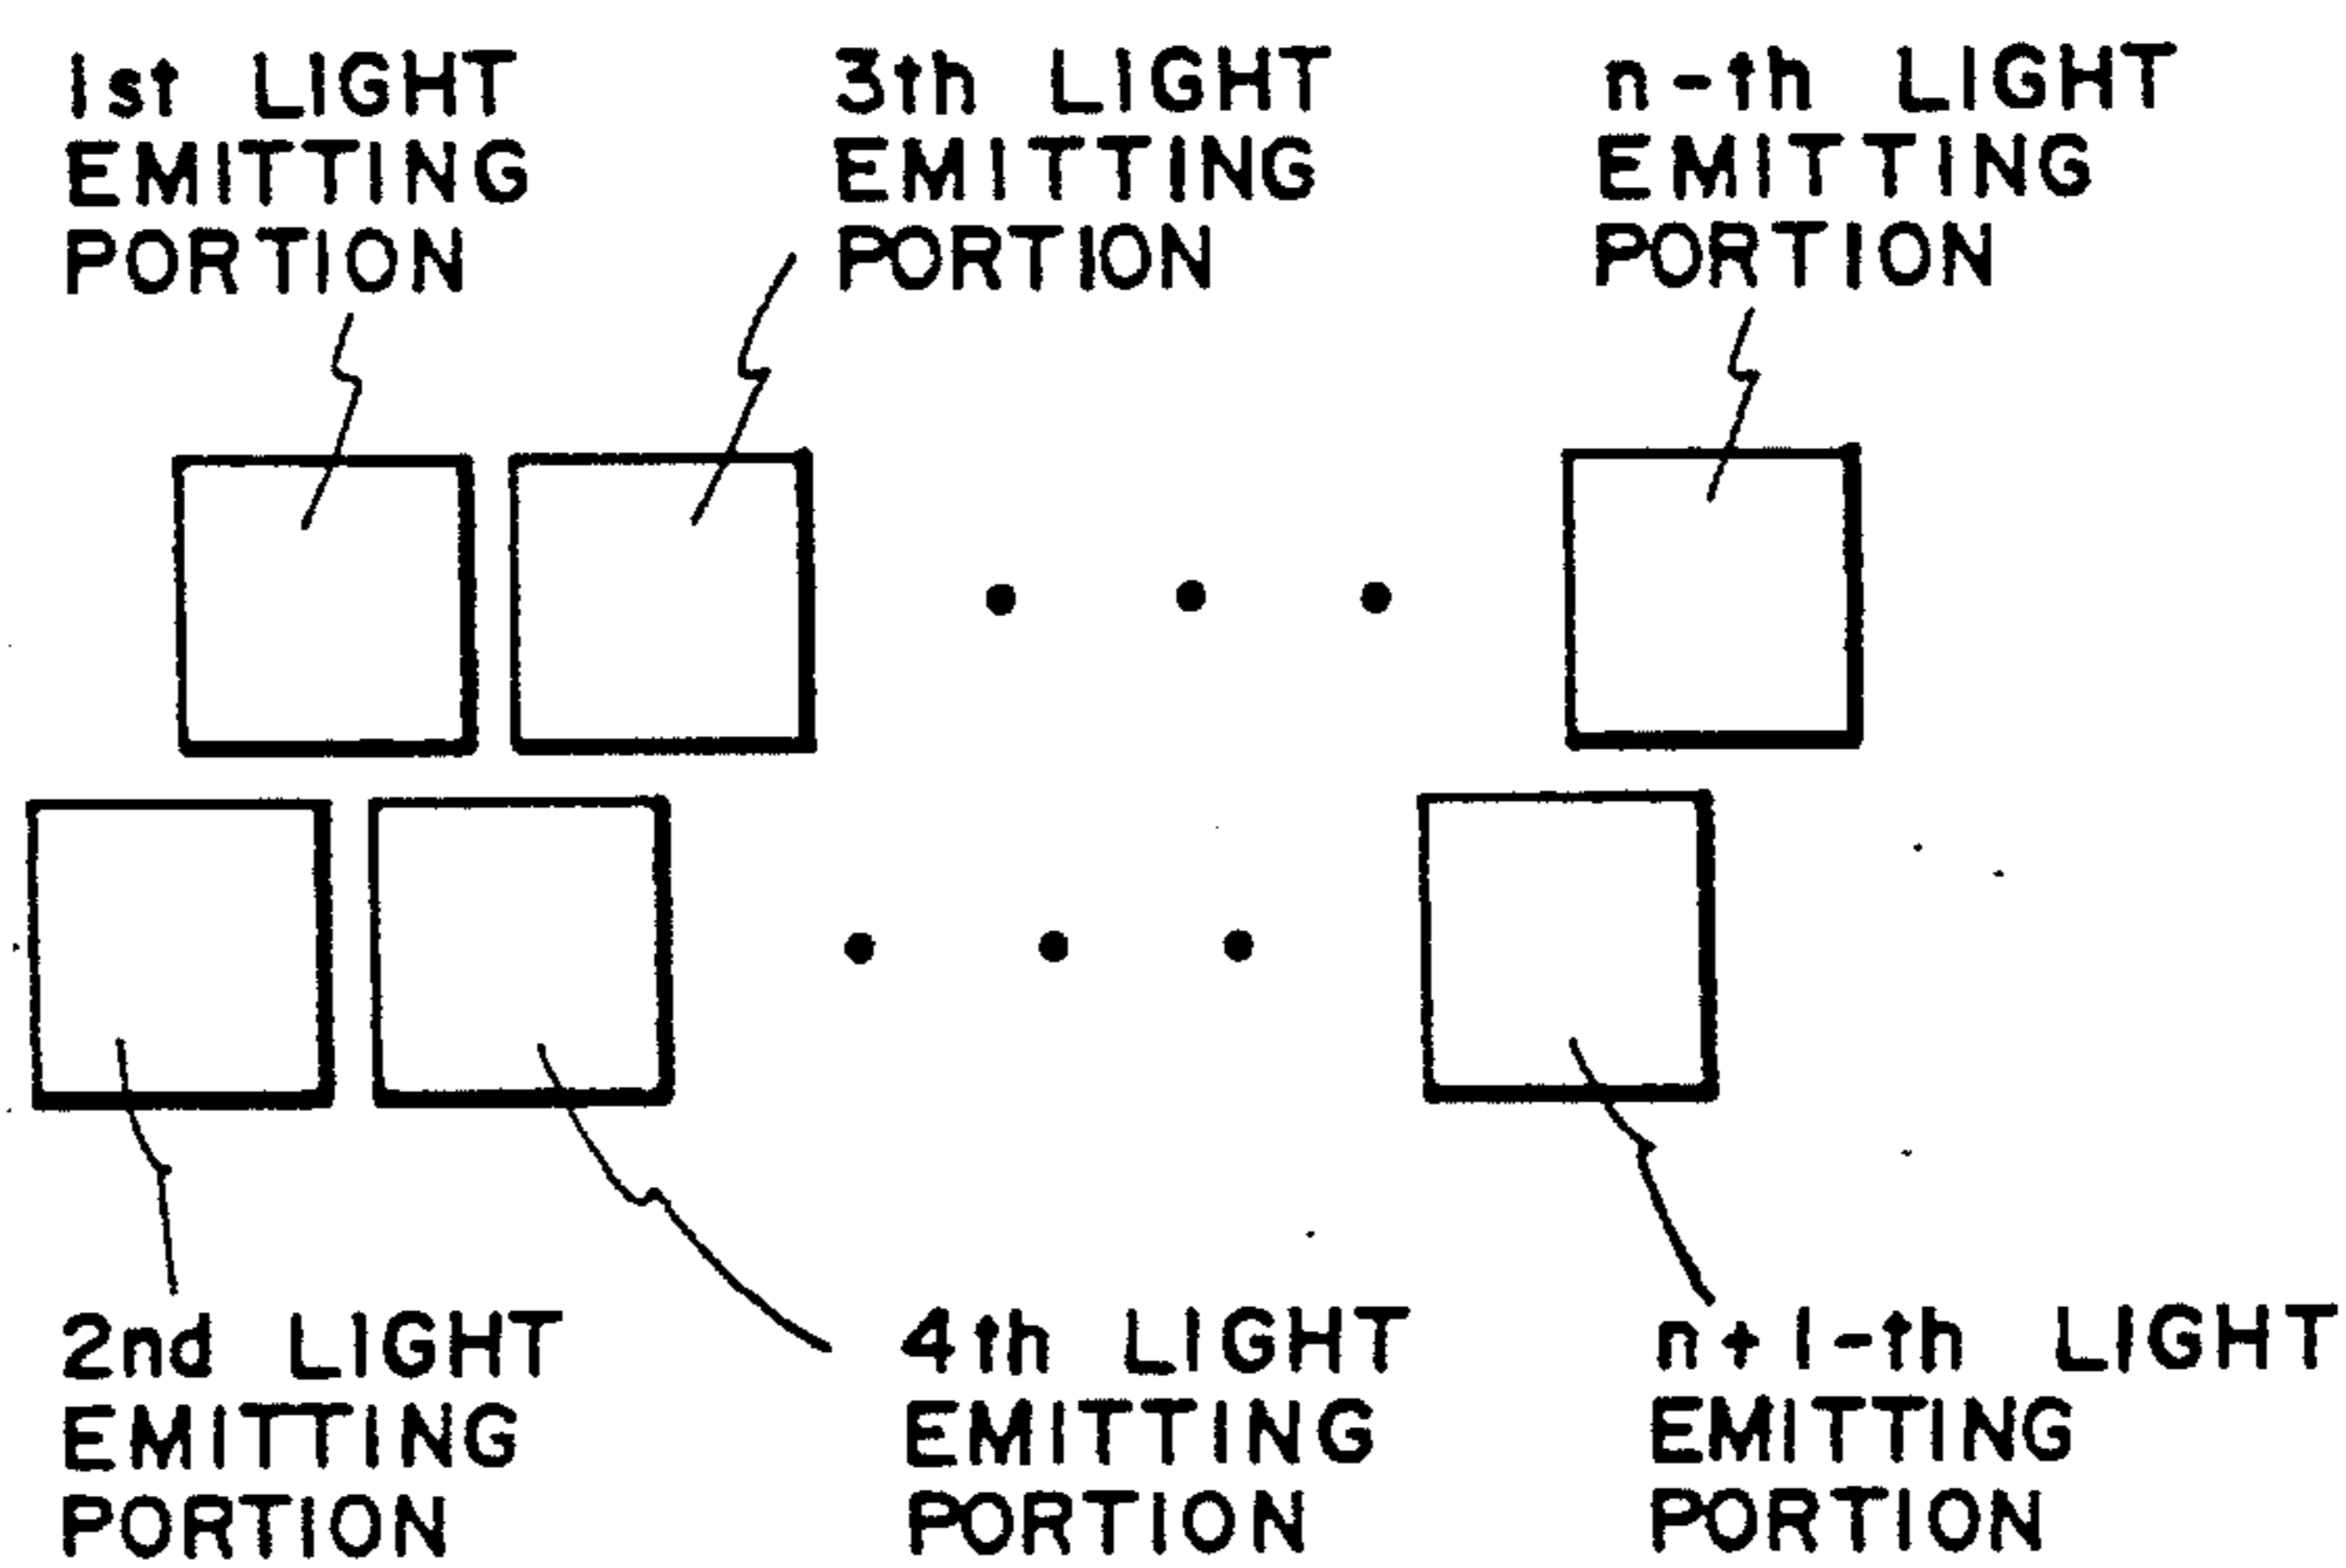 1st LIGHT
EMITTING
PORTION
3th LIGHT
EMITTING
PORTION
n-th LIGHT
EMITTING
PORTION
2nd LIGHT
EMITTING
PORTION
4th LIGHT
EMITTING
PORTION
n+1-th LIGHT
EMITTING
PORTION